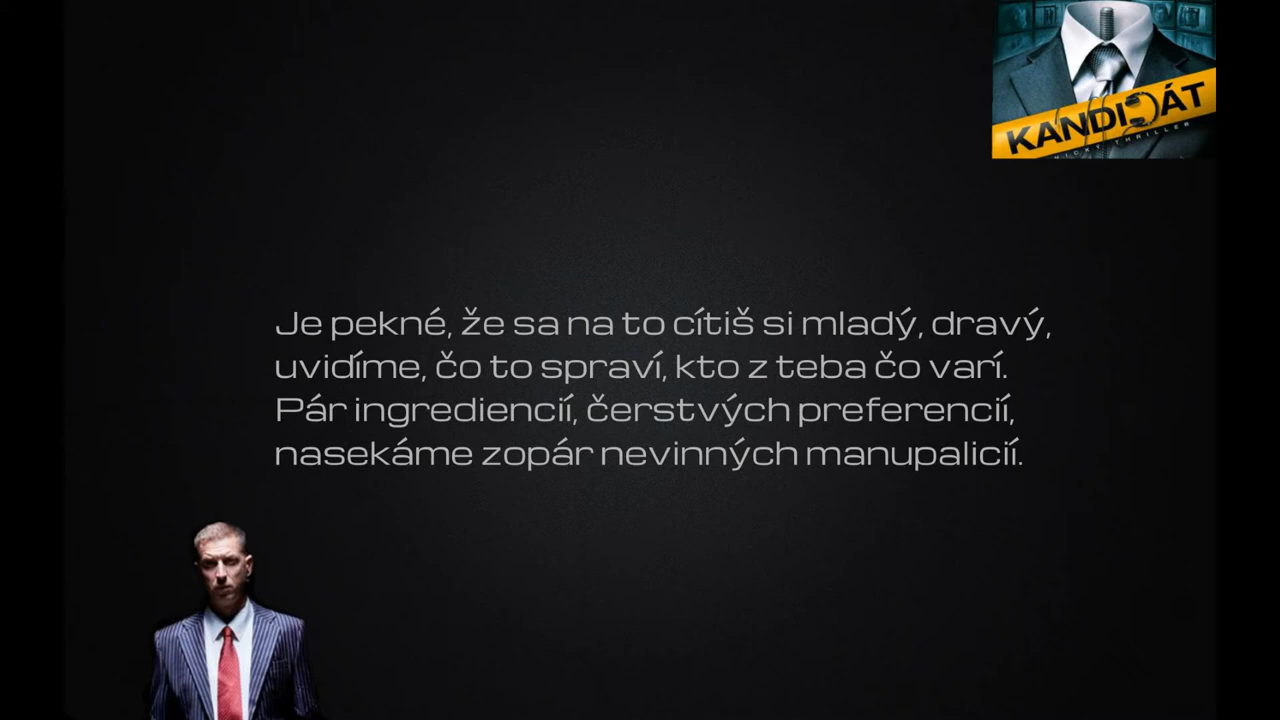 KANDIDÁT
THRILLER
Je pekné, že sa na to cítiš si mladý, dravý,
uvidíme, čo to spraví, kto z teba čo varí.
Pár ingrediencií, čerstvých preferencií,
nasekáme zopár nevinných manupalicií.